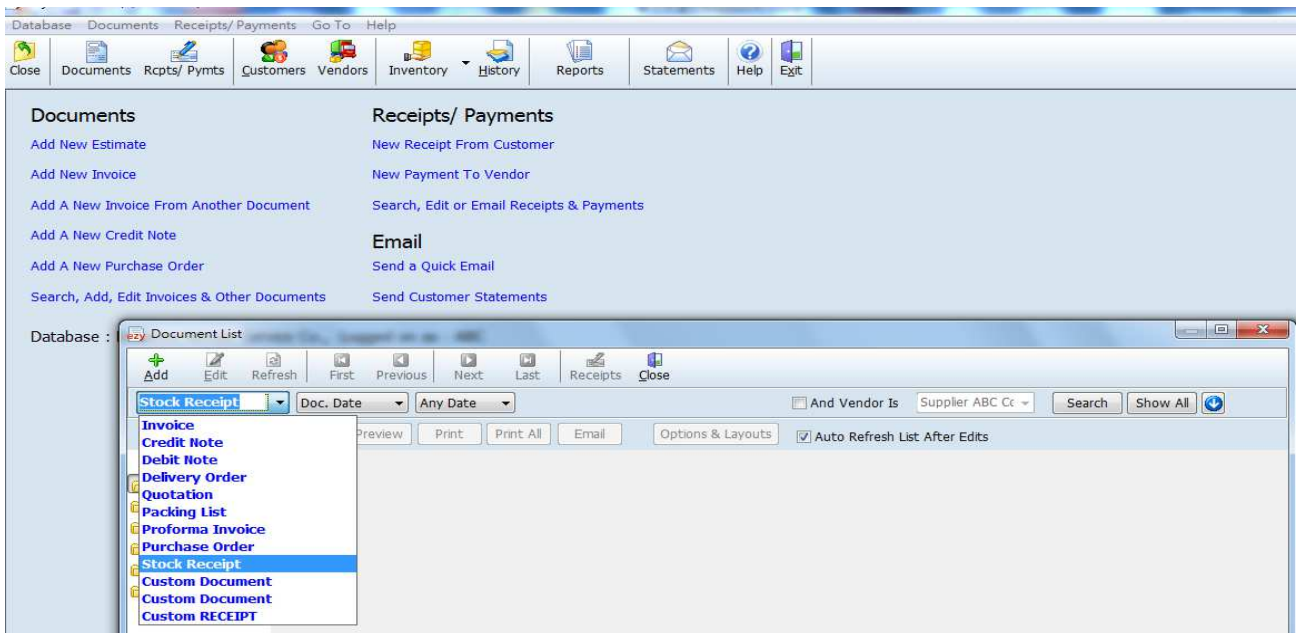 Database Documents Receipts/ Payments Go To Help
Close Documents Rcpts/ Pymts Customers Vendors Inventory History Reports Statements Help Exit
Documents
Add New Estimate
Add New Invoice
Add A New Invoice From Another Document
Add A New Credit Note
Add A New Purchase Order
Search, Add, Edit Invoices & Other Documents
Receipts/ Payments
New Receipt From Customer
New Payment To Vendor
Search, Edit or Email Receipts & Payments
Email
Send a Quick Email
Send Customer Statements
Database :
ezy Document List
Add Edit Refresh First Previous Next Last Receipts Close
Stock Receipt Doc. Date Any Date And Vendor Is Supplier ABC Search Show All
Preview Print Print All Email Options & Layouts Auto Refresh List After Edits
Invoice
Credit Note
Debit Note
Delivery Order
Quotation
Packing List
Proforma Invoice
Purchase Order
Stock Receipt
Custom Document
Custom Document
Custom RECEIPT